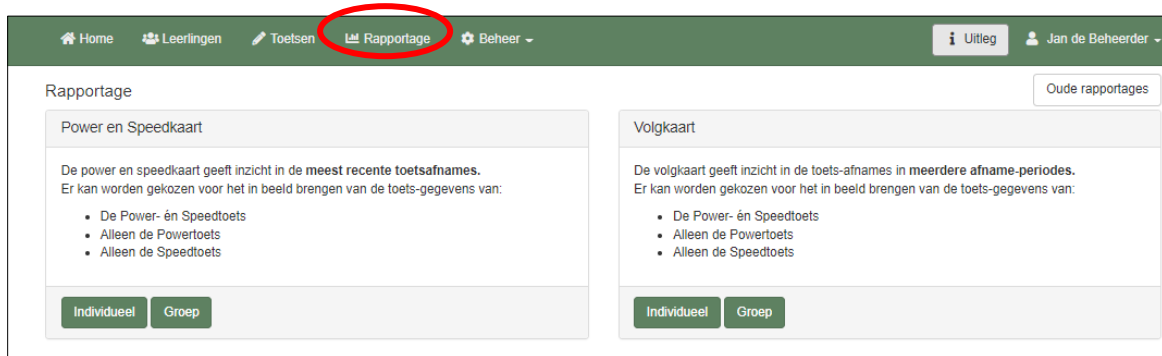 Home Leerlingen Toetsen Rapportage Beheer Uitleg Jan de Beheerder
Rapportage
Oude rapportages
Power en Speedkaart
De power en speedkaart geeft inzicht in de meest recente toetsafnames.
Er kan worden gekozen voor het in beeld brengen van de toets-gegevens van:
• De Power- én Speedtoets
• Alleen de Powertoets
• Alleen de Speedtoets
Individueel Groep
Volgkaart
De volgkaart geeft inzicht in de toets-afnames in meerdere afname-periodes.
Er kan worden gekozen voor het in beeld brengen van de toets-gegevens van:
• De Power- én Speedtoets
• Alleen de Powertoets
• Alleen de Speedtoets
Individueel Groep